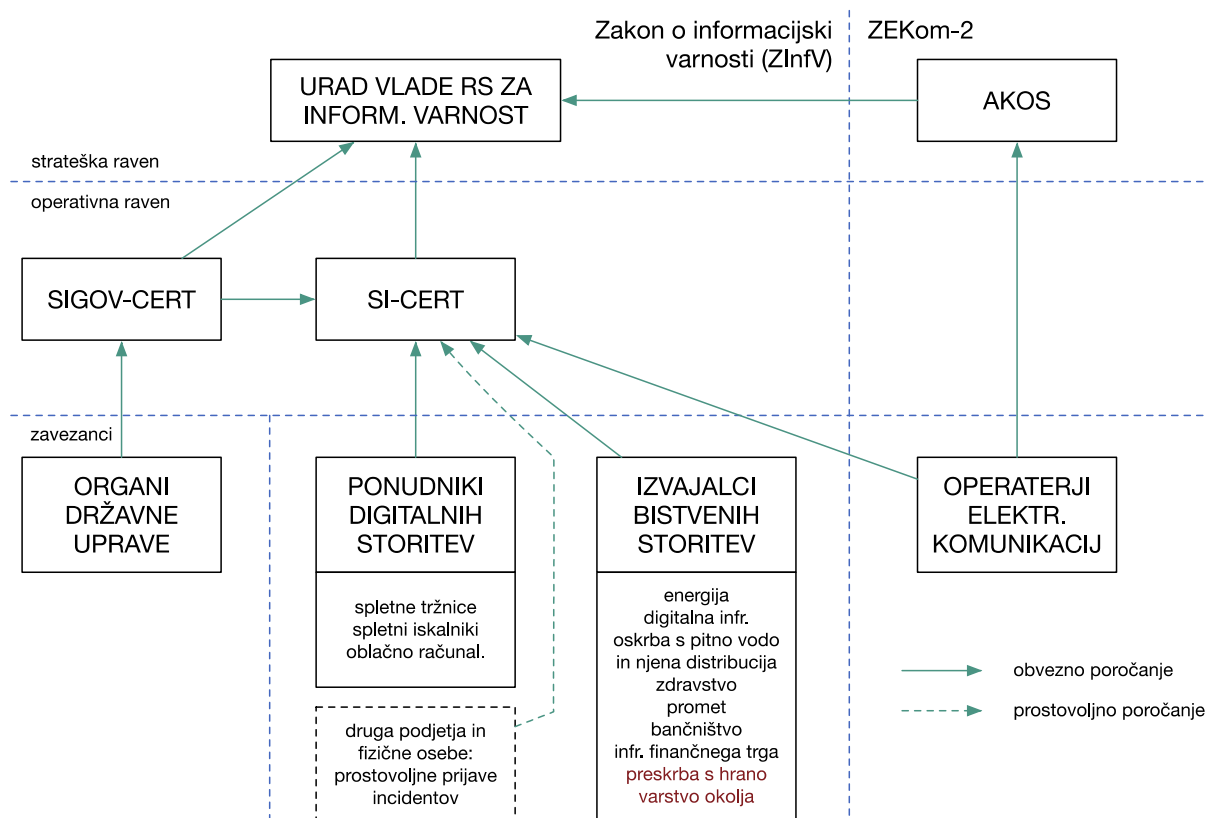 Zakon o informacijski
varnosti (ZInfV)
ZEKom-2
URAD VLADE RS ZA
INFORM. VARNOST
AKOS
strateška raven
operativna raven
SIGOV-CERT
SI-CERT
zavezanci
ORGANI
DRŽAVNE
UPRAVE
PONUDNIKI
DIGITALNIH
STORITEV
spletne tržnice
spletni iskalniki
oblačno računal.
druga podjetja in
fizične osebe:
prostovoljne prijave
incidentov
IZVAJALCI
BISTVENIH
STORITEV
energija
digitalna infr.
oskrba s pitno vodo
in njena distribucija
zdravstvo
promet
bančništvo
infr. finančnega trga
preskrba s hrano
varstvo okolja
OPERATERJI
ELEKTR.
KOMUNIKACIJ
obvezno poročanje
prostovoljno poročanje